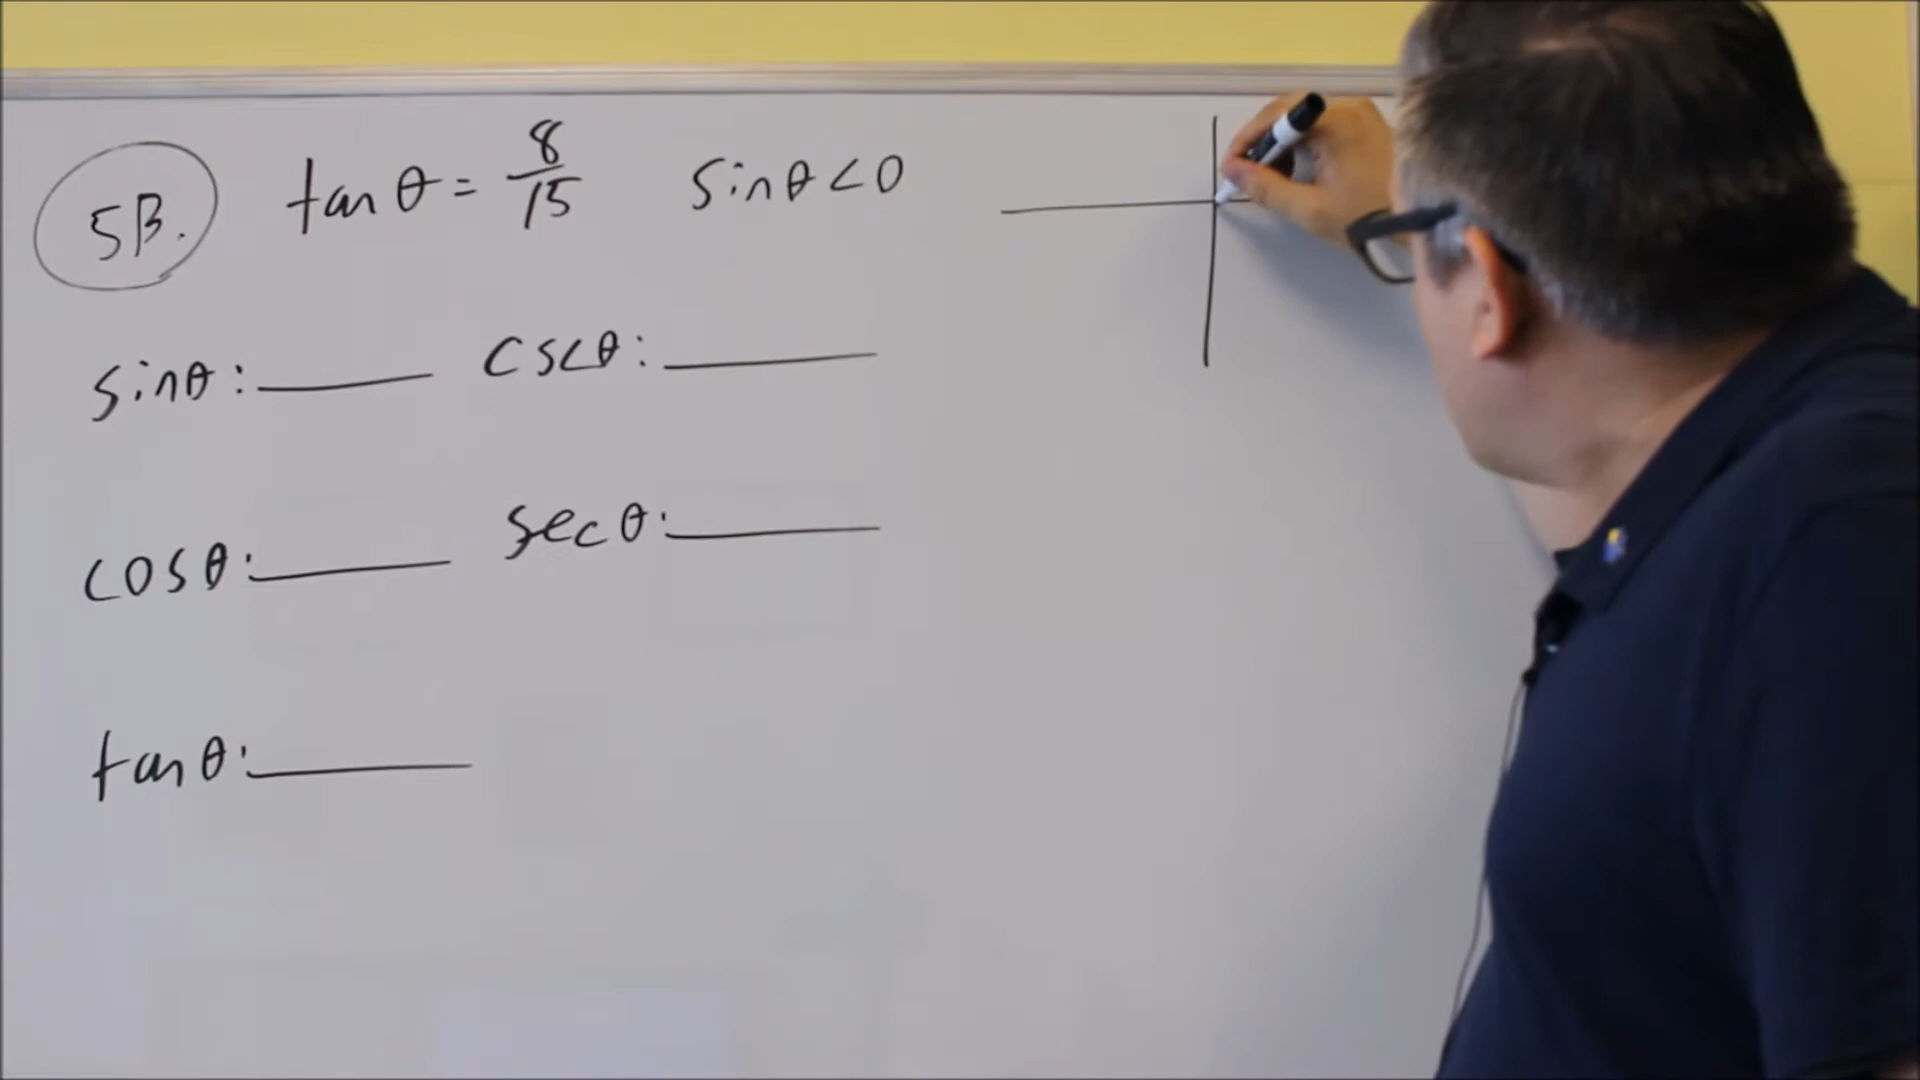 5B. tan θ = 8/15 sin θ < 0
sin θ: ____ csc θ: ____
cos θ: ____ sec θ: ____
tan θ: ____